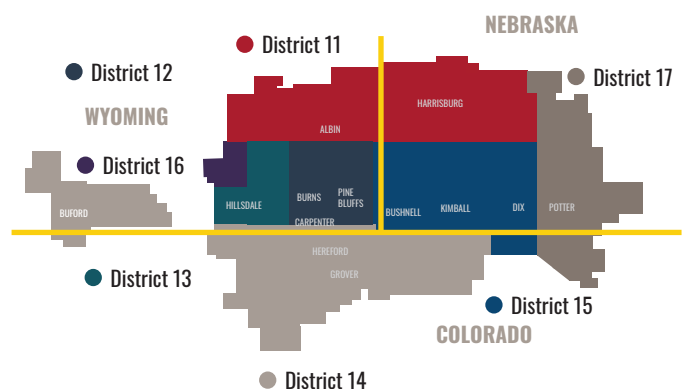 NEBRASKA
District 11
District 12
District 17
HARRISBURG
WYOMING
ALBIN
District 16
BURNS
PINE
BLUFFS
HILLSDALE
BUFORD
BUSHNELL
KIMBALL
DIX
POTTER
CARPENTER
HEREFORD
GROVER
District 13
District 15
COLORADO
District 14